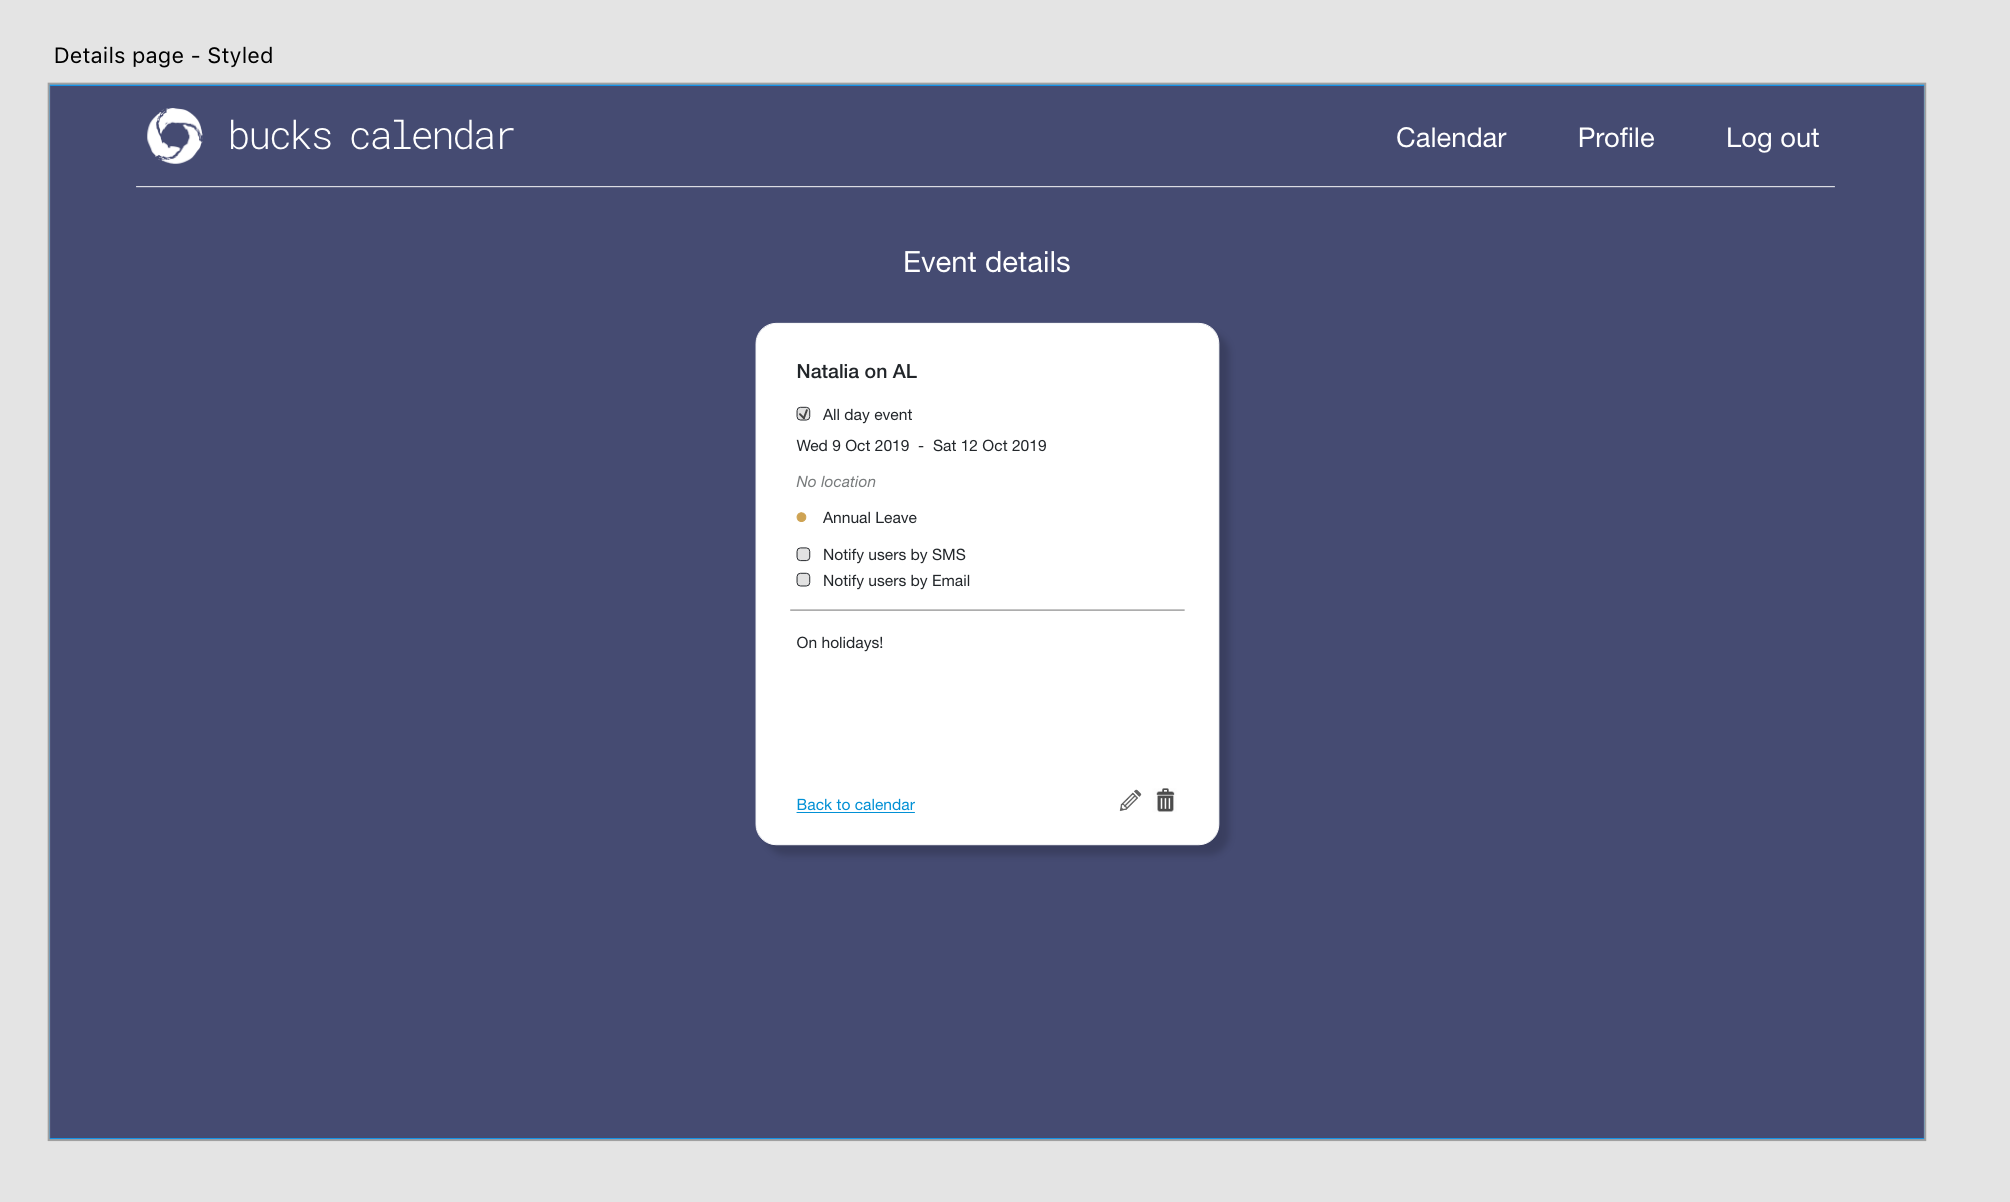 Details page - Styled
bucks calendar
Calendar
Profile
Log out
Event details
Natalia on AL
All day event
Wed 9 Oct 2019 - Sat 12 Oct 2019
No location
Annual Leave
Notify users by SMS
Notify users by Email
On holidays!
Back to calendar